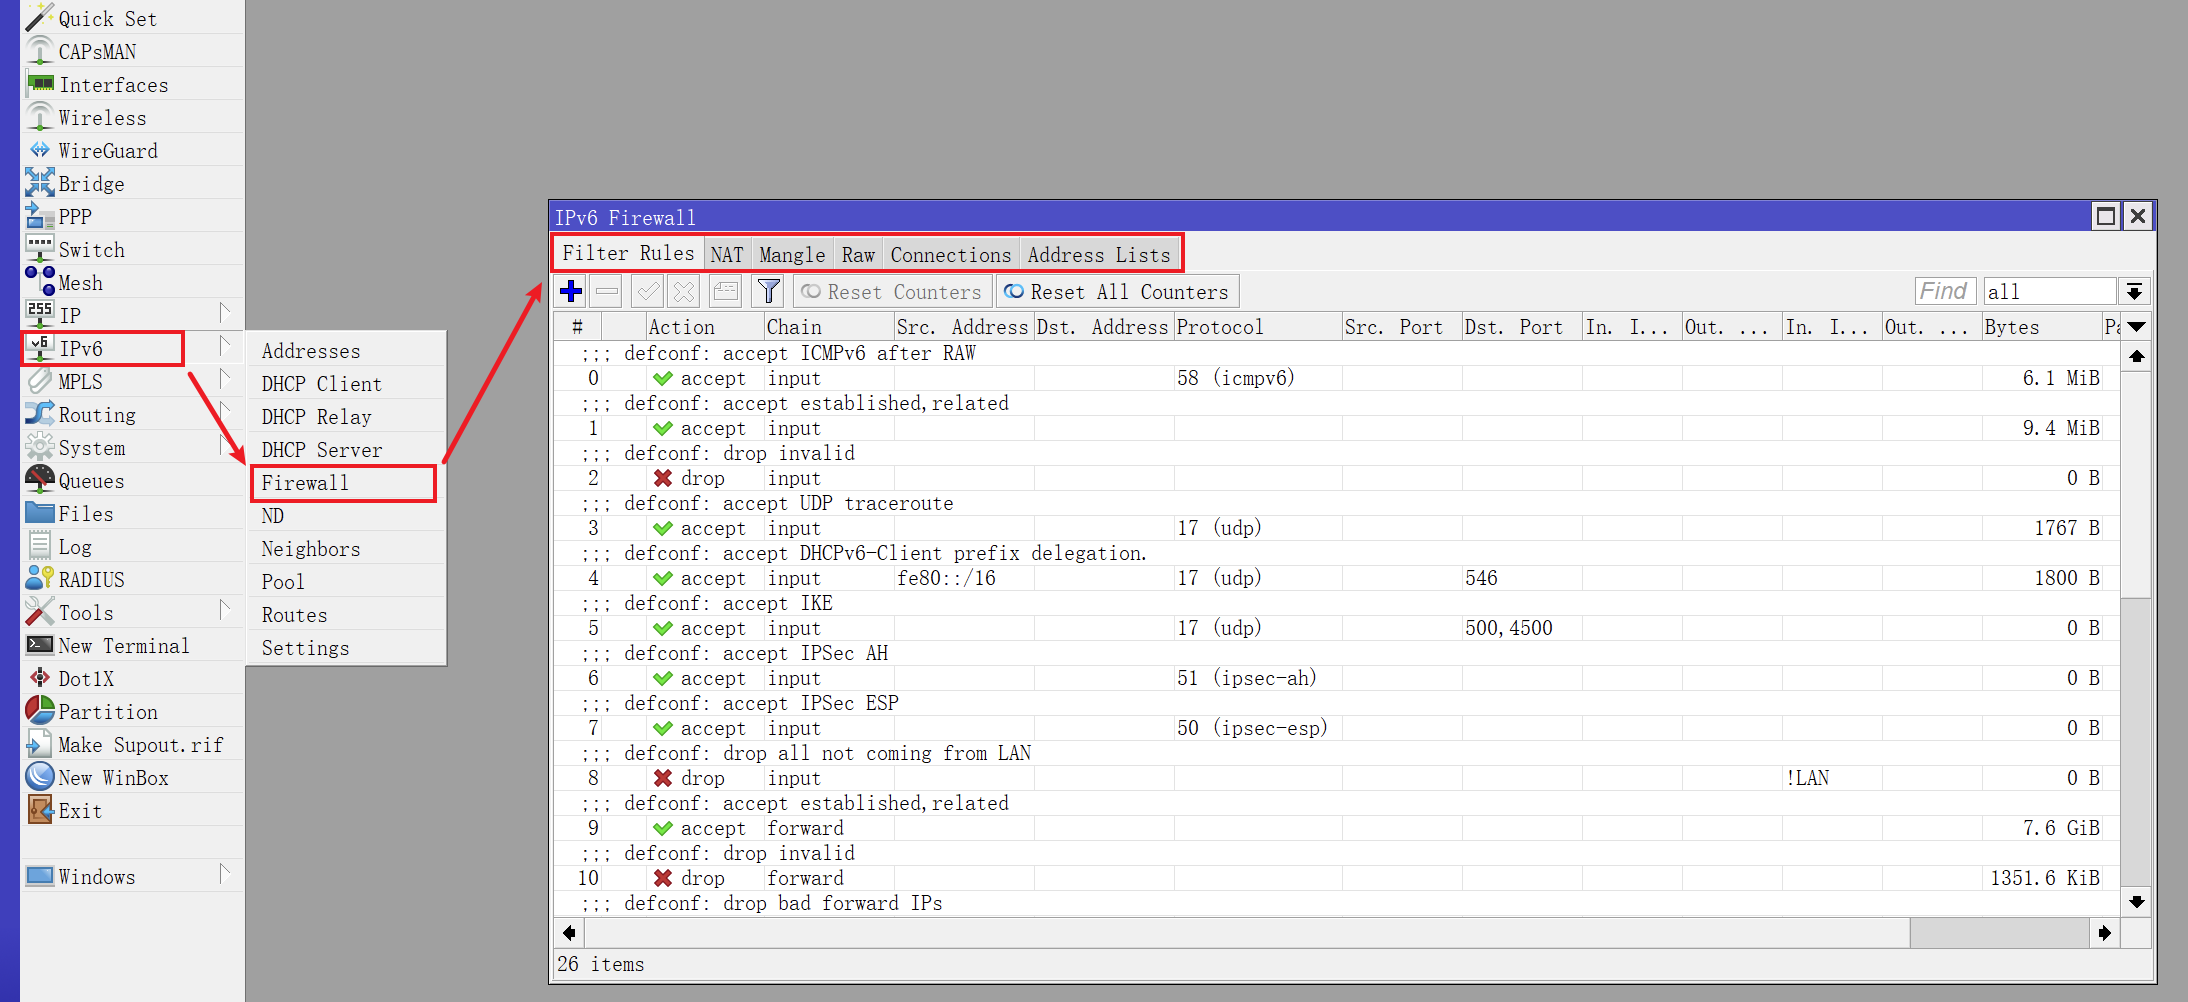 Quick Set
CAPsMAN
Interfaces
Wireless
WireGuard
Bridge
PPP
Switch
Mesh
255 IP
v6 IPv6
MPLS
Routing
System
Queues
Files
Log
RADIUS
Tools
New Terminal
Dot1X
Partition
Make Supout.rif
New WinBox
Exit
Windows
Addresses
DHCP Client
DHCP Relay
DHCP Server
Firewall
ND
Neighbors
Pool
Routes
Settings
IPv6 Firewall
Filter Rules NAT Mangle Raw Connections Address Lists
Reset Counters Reset All Counters Find all
# Action Chain Src. Address Dst. Address Protocol Src. Port Dst. Port In. I... Out. ... In. I... Out. ... Bytes
;;; defconf: accept ICMPv6 after RAW
0 accept input 58 (icmpv6) 6.1 MiB
;;; defconf: accept established,related
1 accept input 9.4 MiB
;;; defconf: drop invalid
2 drop input 0 B
;;; defconf: accept UDP traceroute
3 accept input 17 (udp) 1767 B
;;; defconf: accept DHCPv6-Client prefix delegation.
4 accept input fe80::/16 17 (udp) 546 1800 B
;;; defconf: accept IKE
5 accept input 17 (udp) 500,4500 0 B
;;; defconf: accept IPSec AH
6 accept input 51 (ipsec-ah) 0 B
;;; defconf: accept IPSec ESP
7 accept input 50 (ipsec-esp) 0 B
;;; defconf: drop all not coming from LAN
8 drop input !LAN 0 B
;;; defconf: accept established,related
9 accept forward 7.6 GiB
;;; defconf: drop invalid
10 drop forward 1351.6 KiB
;;; defconf: drop bad forward IPs
26 items